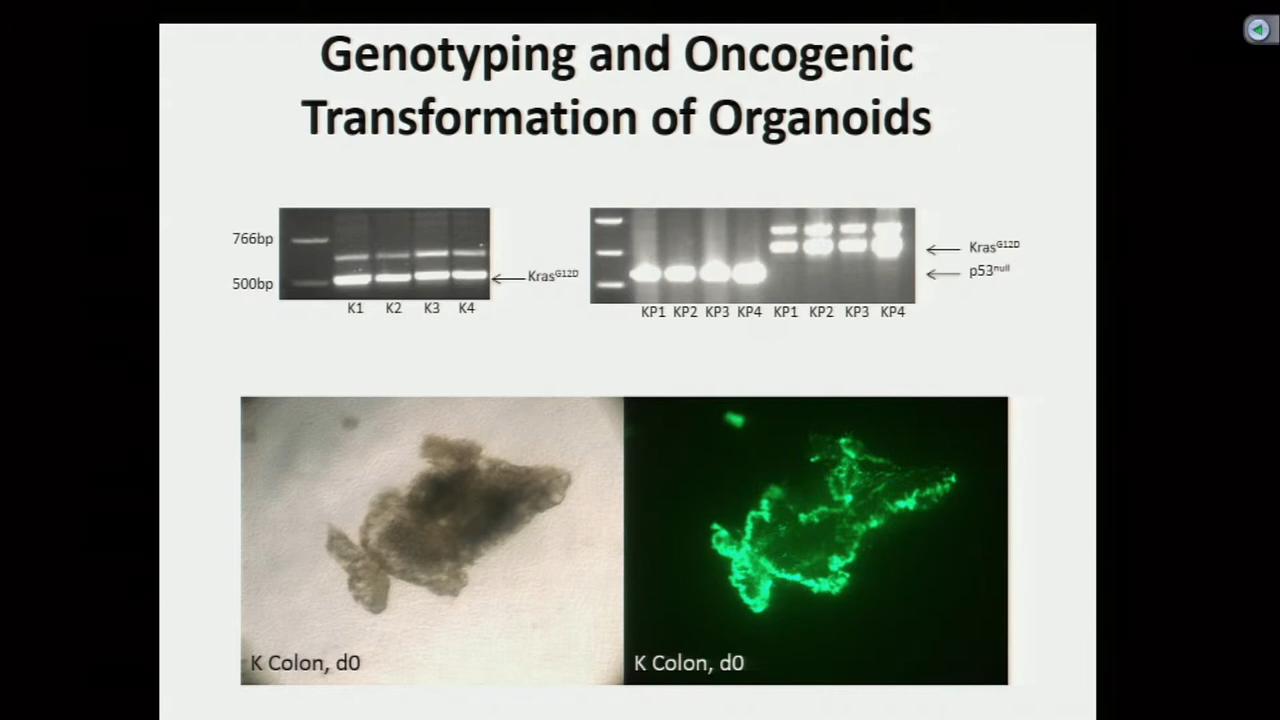 Genotyping and Oncogenic
Transformation of Organoids
766bp
500bp
KrasG12D
K1 K2 K3 K4
KrasG12D
p53null
KP1 KP2 KP3 KP4 KP1 KP2 KP3 KP4
K Colon, d0
K Colon, d0